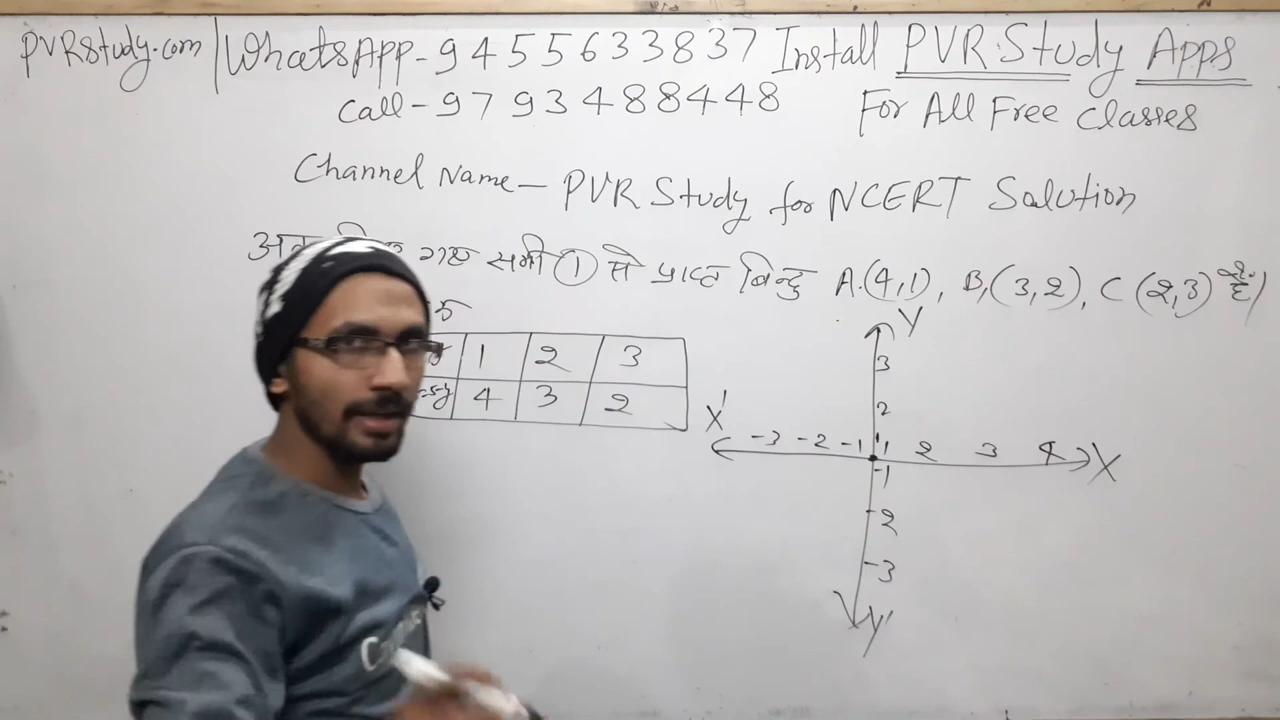 PVRStudy.com | WhatsApp-9455633837 Install PVR Study Apps
Call-9793488448 For All Free Classes
Channel Name – PVR Study for NCERT Salution
समी ① से प्राप्त बिन्दु A.(4,1), B,(3,2), C (2,3) है।
1 2 3
4 3 2
Y
3
2
X' -3 -2 -1 1 2 3 4 X
-1
-2
-3
Y'